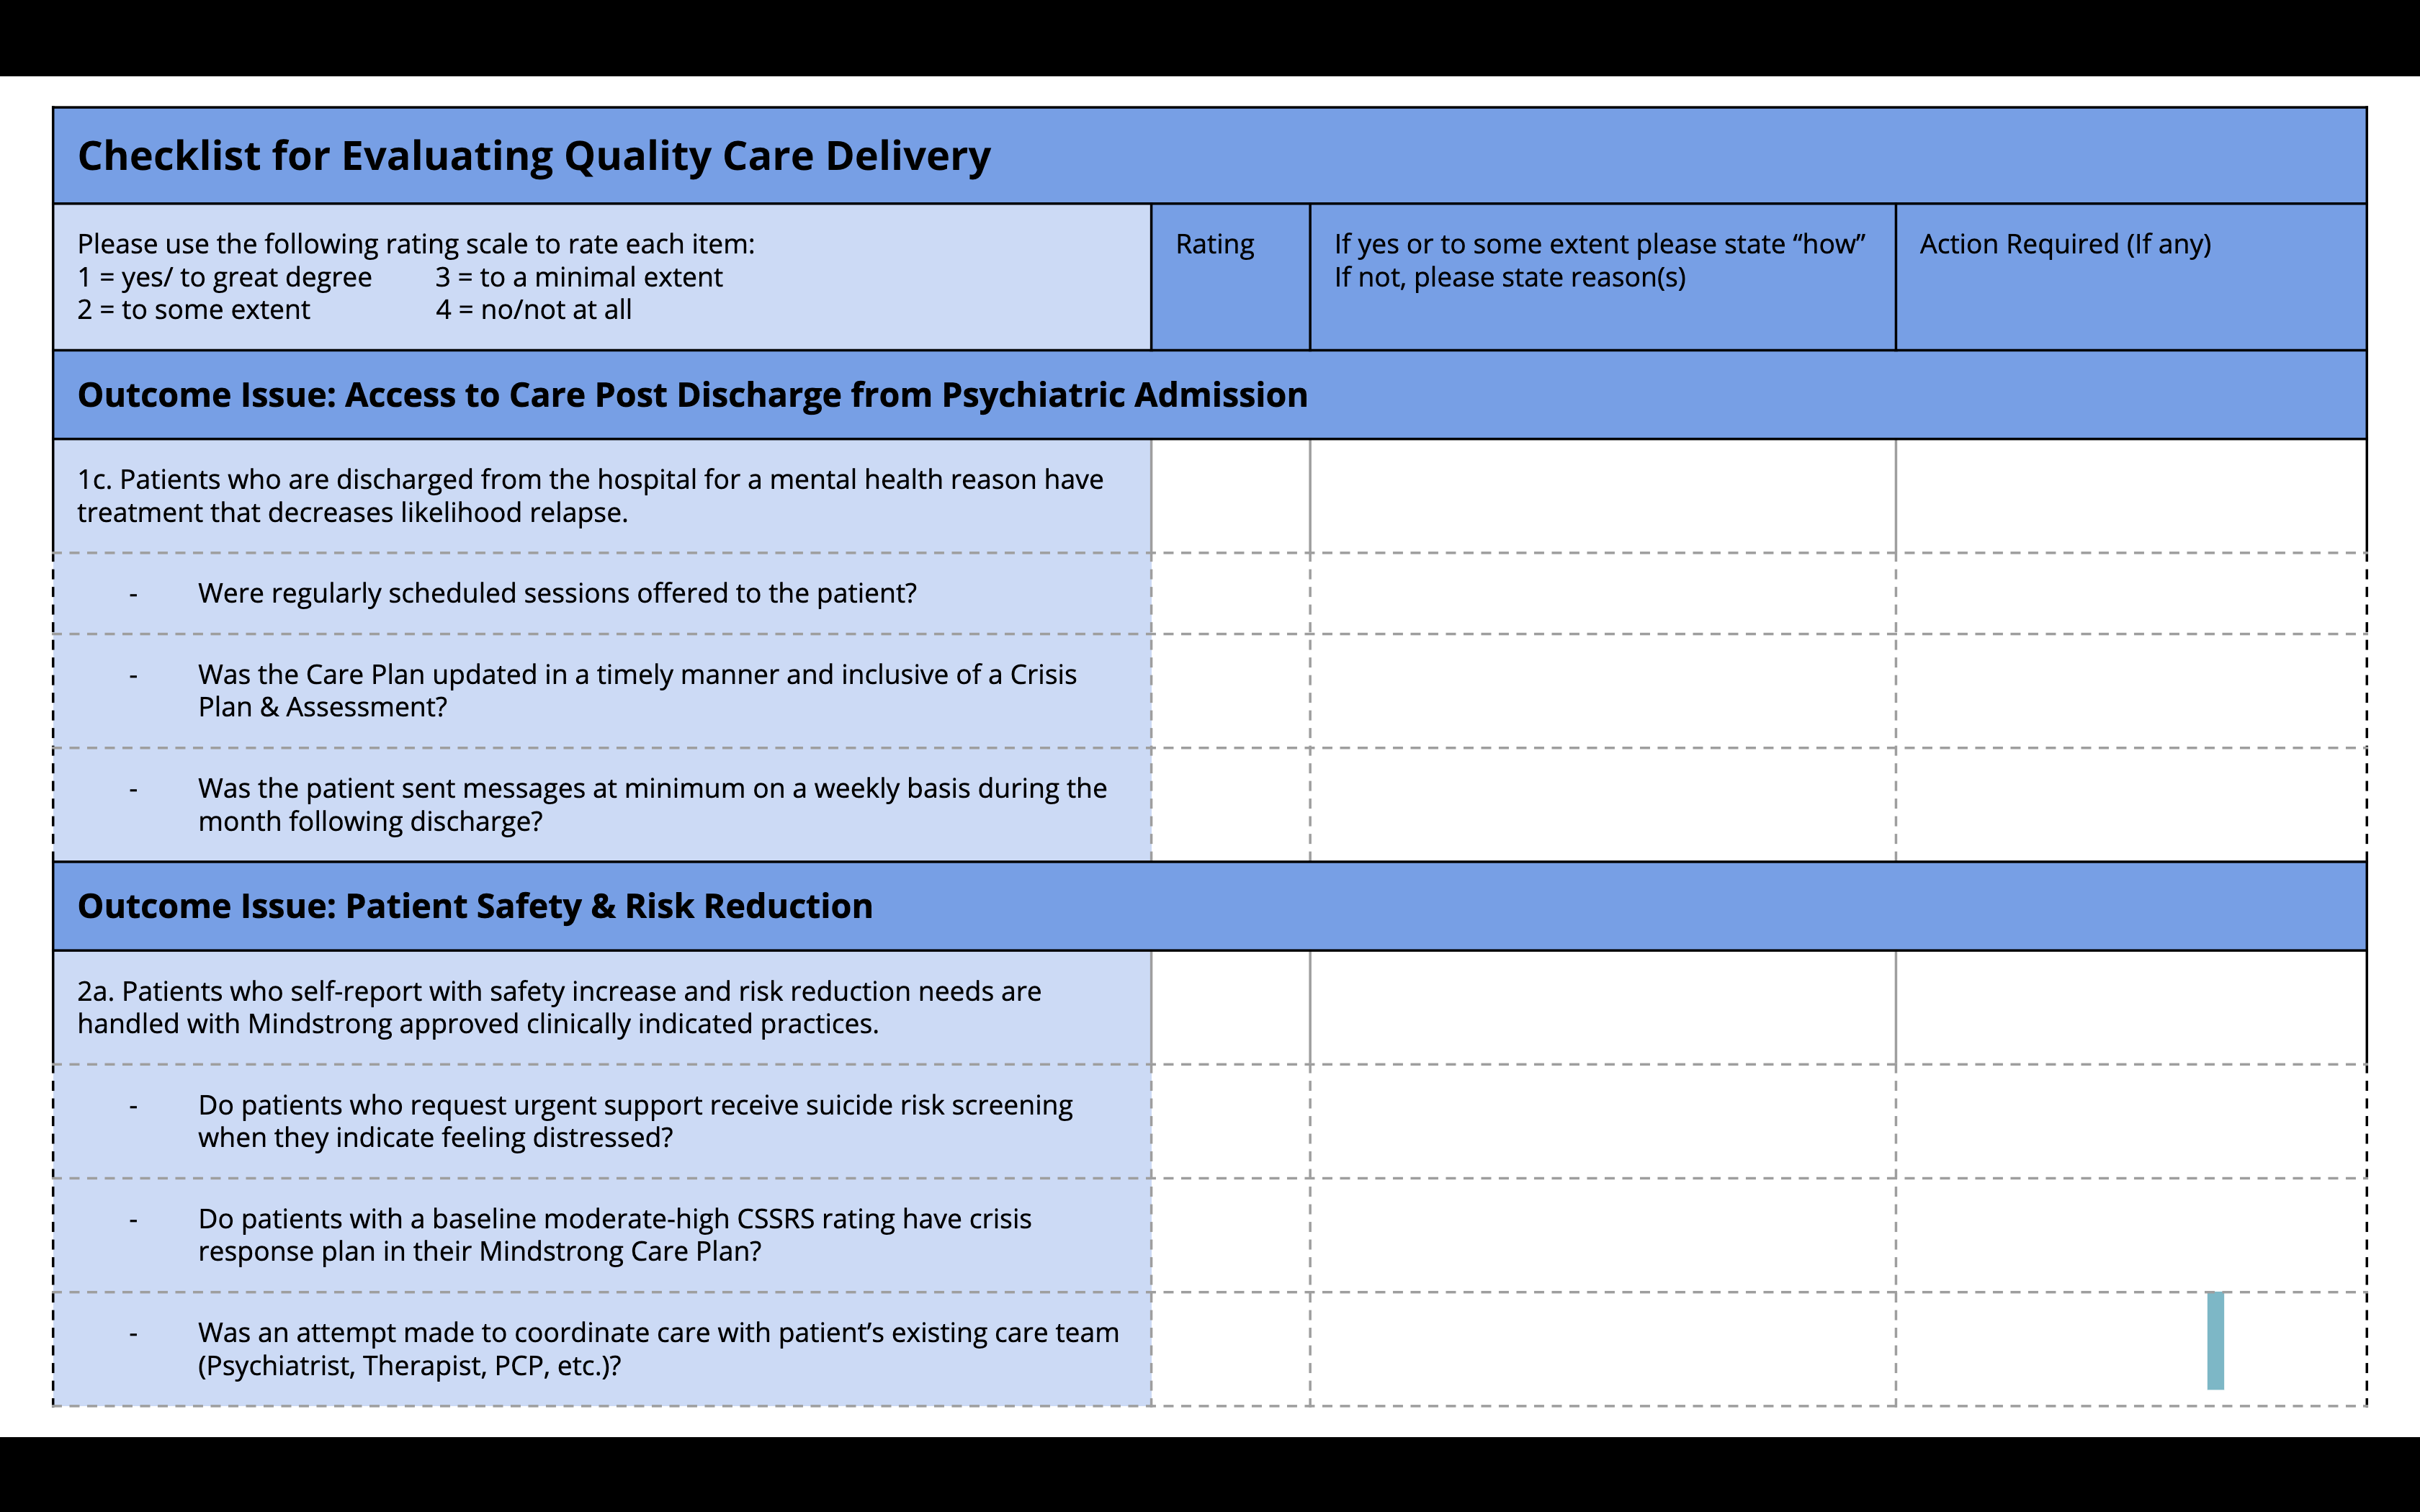 Checklist for Evaluating Quality Care Delivery
Please use the following rating scale to rate each item:
1 = yes/ to great degree 3 = to a minimal extent
2 = to some extent 4 = no/not at all
Rating
If yes or to some extent please state “how”
If not, please state reason(s)
Action Required (If any)
Outcome Issue: Access to Care Post Discharge from Psychiatric Admission
1c. Patients who are discharged from the hospital for a mental health reason have
treatment that decreases likelihood relapse.
- Were regularly scheduled sessions offered to the patient?
- Was the Care Plan updated in a timely manner and inclusive of a Crisis
Plan & Assessment?
- Was the patient sent messages at minimum on a weekly basis during the
month following discharge?
Outcome Issue: Patient Safety & Risk Reduction
2a. Patients who self-report with safety increase and risk reduction needs are
handled with Mindstrong approved clinically indicated practices.
- Do patients who request urgent support receive suicide risk screening
when they indicate feeling distressed?
- Do patients with a baseline moderate-high CSSRS rating have crisis
response plan in their Mindstrong Care Plan?
- Was an attempt made to coordinate care with patient’s existing care team
(Psychiatrist, Therapist, PCP, etc.)?